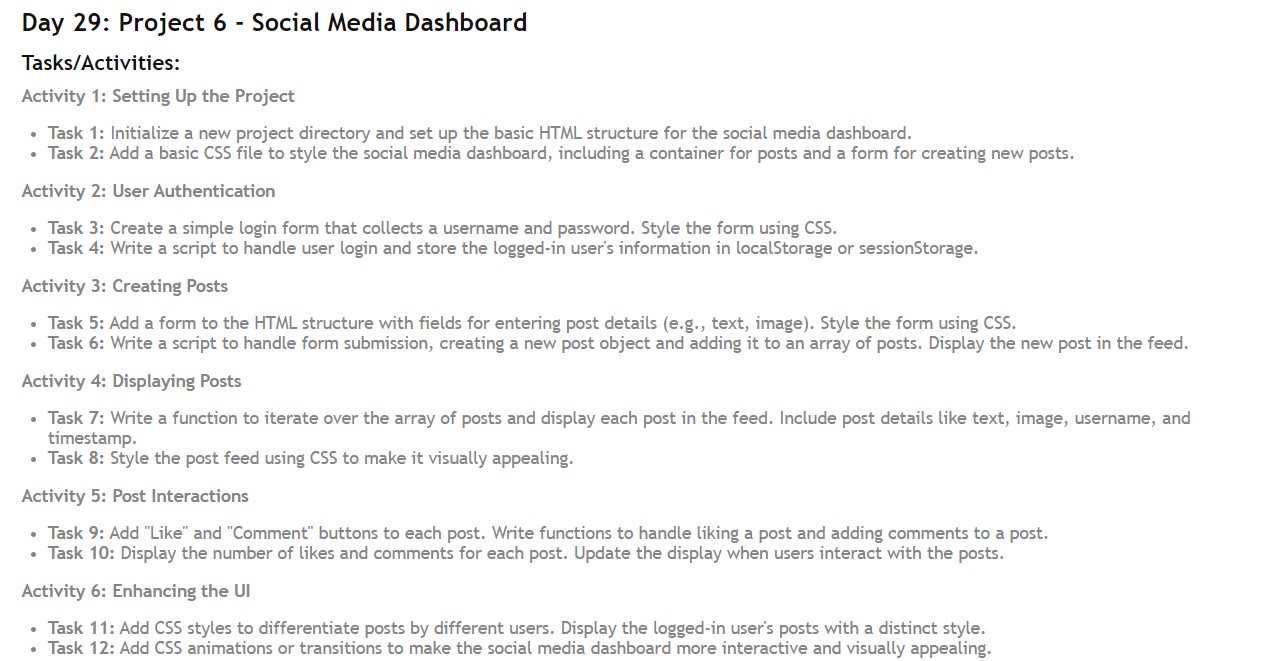 Day 29: Project 6 - Social Media Dashboard
Tasks/Activities:
Activity 1: Setting Up the Project
• Task 1: Initialize a new project directory and set up the basic HTML structure for the social media dashboard.
• Task 2: Add a basic CSS file to style the social media dashboard, including a container for posts and a form for creating new posts.
Activity 2: User Authentication
• Task 3: Create a simple login form that collects a username and password. Style the form using CSS.
• Task 4: Write a script to handle user login and store the logged-in user's information in localStorage or sessionStorage.
Activity 3: Creating Posts
• Task 5: Add a form to the HTML structure with fields for entering post details (e.g., text, image). Style the form using CSS.
• Task 6: Write a script to handle form submission, creating a new post object and adding it to an array of posts. Display the new post in the feed.
Activity 4: Displaying Posts
• Task 7: Write a function to iterate over the array of posts and display each post in the feed. Include post details like text, image, username, and
timestamp.
• Task 8: Style the post feed using CSS to make it visually appealing.
Activity 5: Post Interactions
• Task 9: Add "Like" and "Comment" buttons to each post. Write functions to handle liking a post and adding comments to a post.
• Task 10: Display the number of likes and comments for each post. Update the display when users interact with the posts.
Activity 6: Enhancing the UI
• Task 11: Add CSS styles to differentiate posts by different users. Display the logged-in user's posts with a distinct style.
• Task 12: Add CSS animations or transitions to make the social media dashboard more interactive and visually appealing.